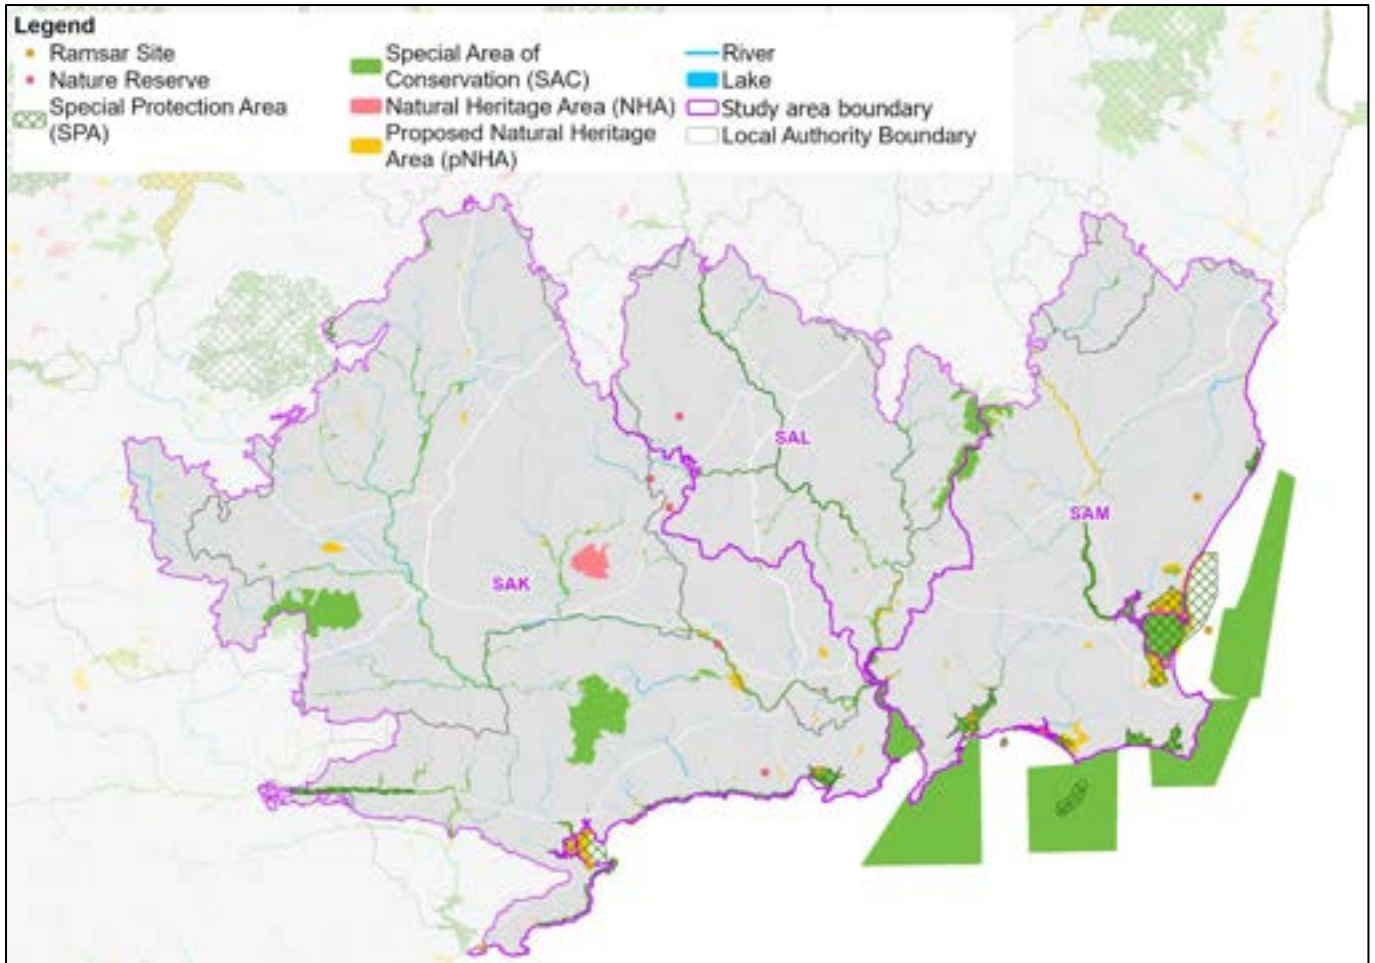 Legend
Ramsar Site
Nature Reserve
Special Protection Area
(SPA)
Special Area of
Conservation (SAC)
Natural Heritage Area (NHA)
Proposed Natural Heritage
Area (pNHA)
River
Lake
Study area boundary
Local Authority Boundary
SAL
SAM
SAK